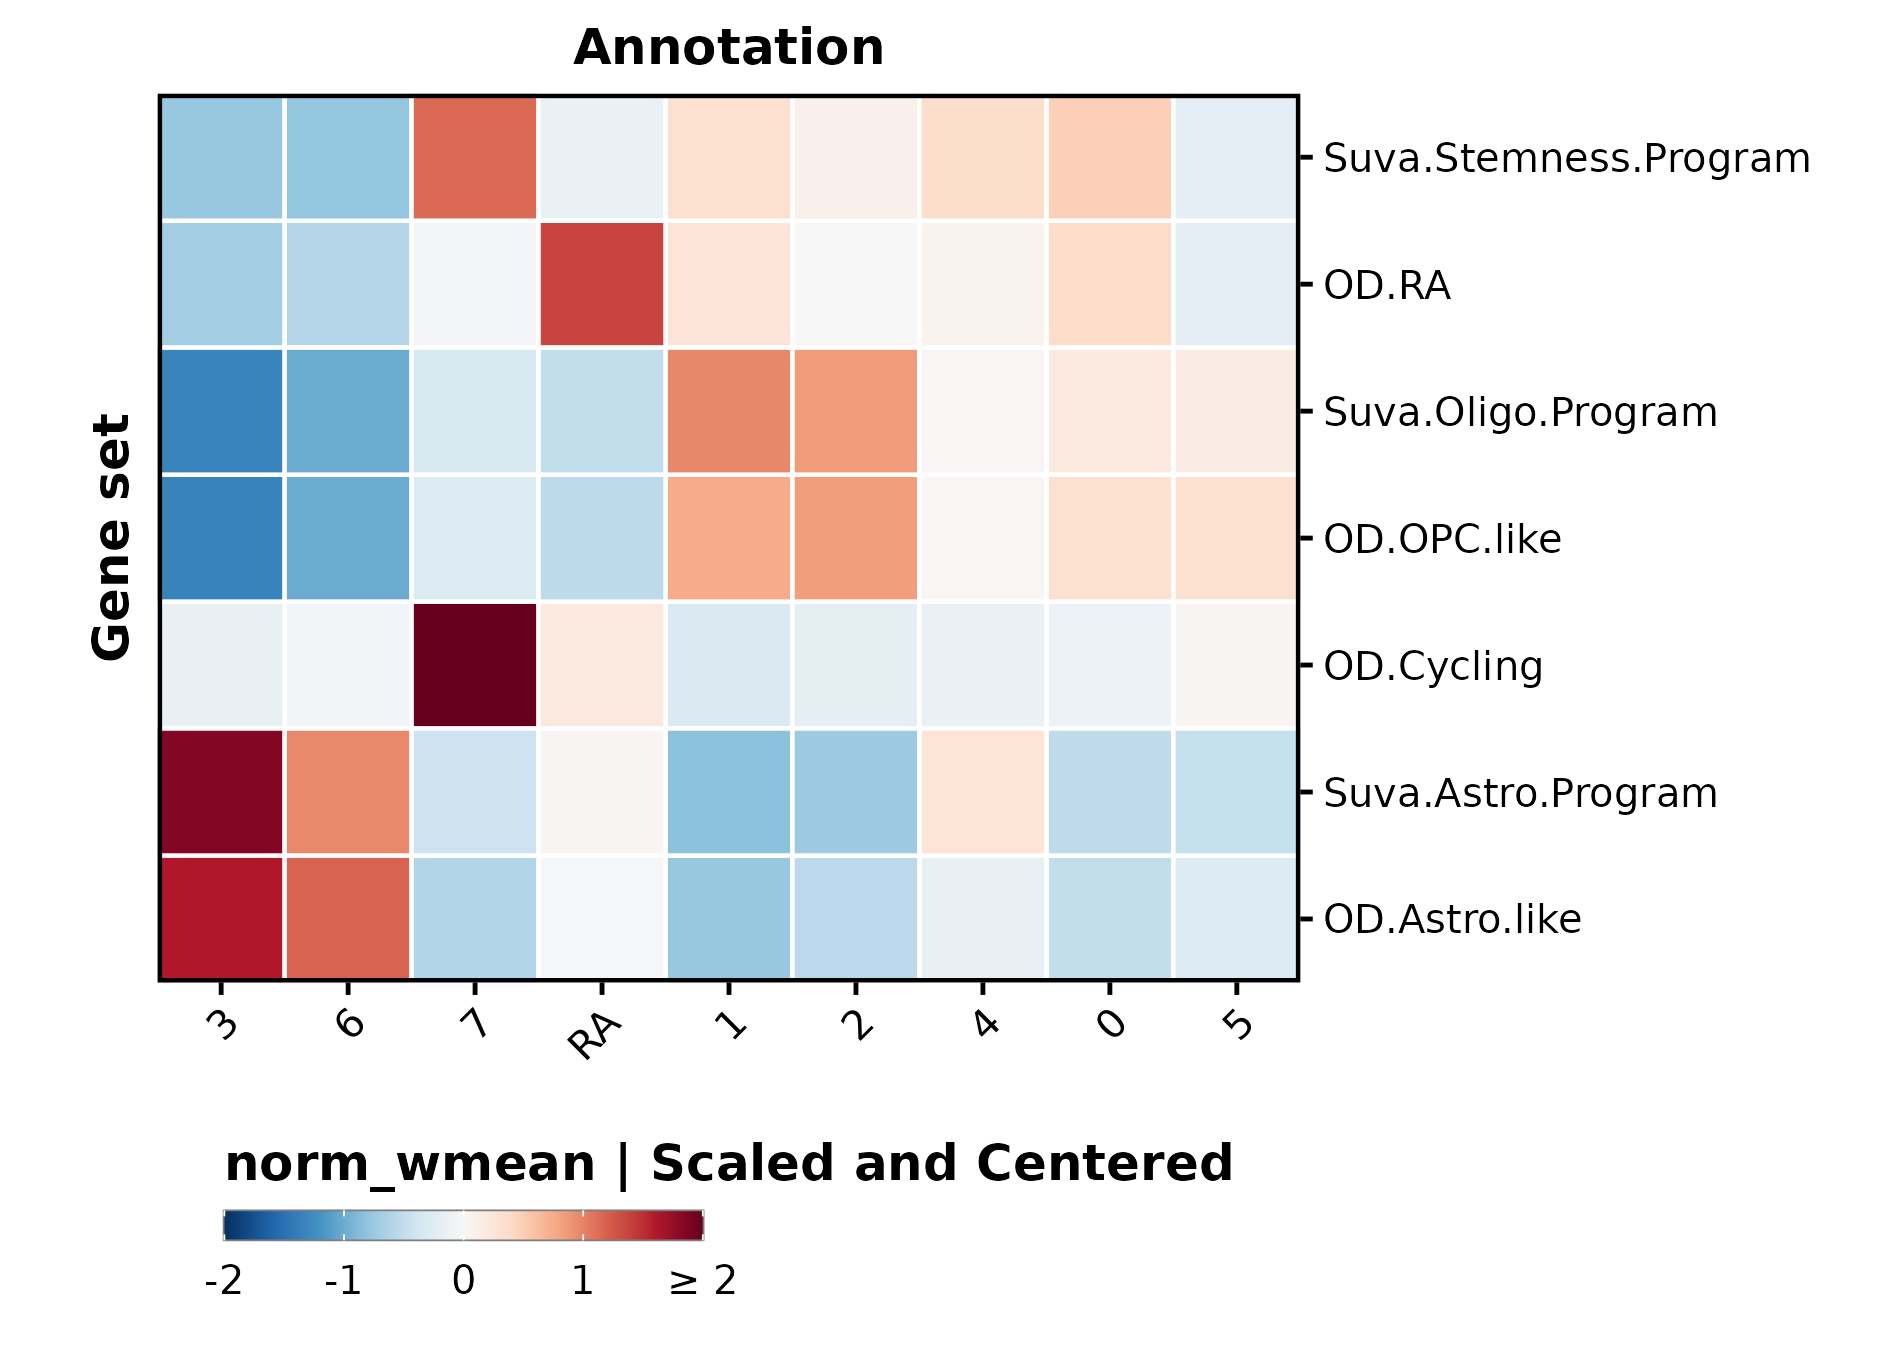 Annotation
Gene set
Suva.Stemness.Program
OD.RA
Suva.Oligo.Program
OD.OPC.like
OD.Cycling
Suva.Astro.Program
OD.Astro.like
3 6 7 RA 1 2 4 0 5
norm_wmean | Scaled and Centered
-2 -1 0 1 ≥ 2